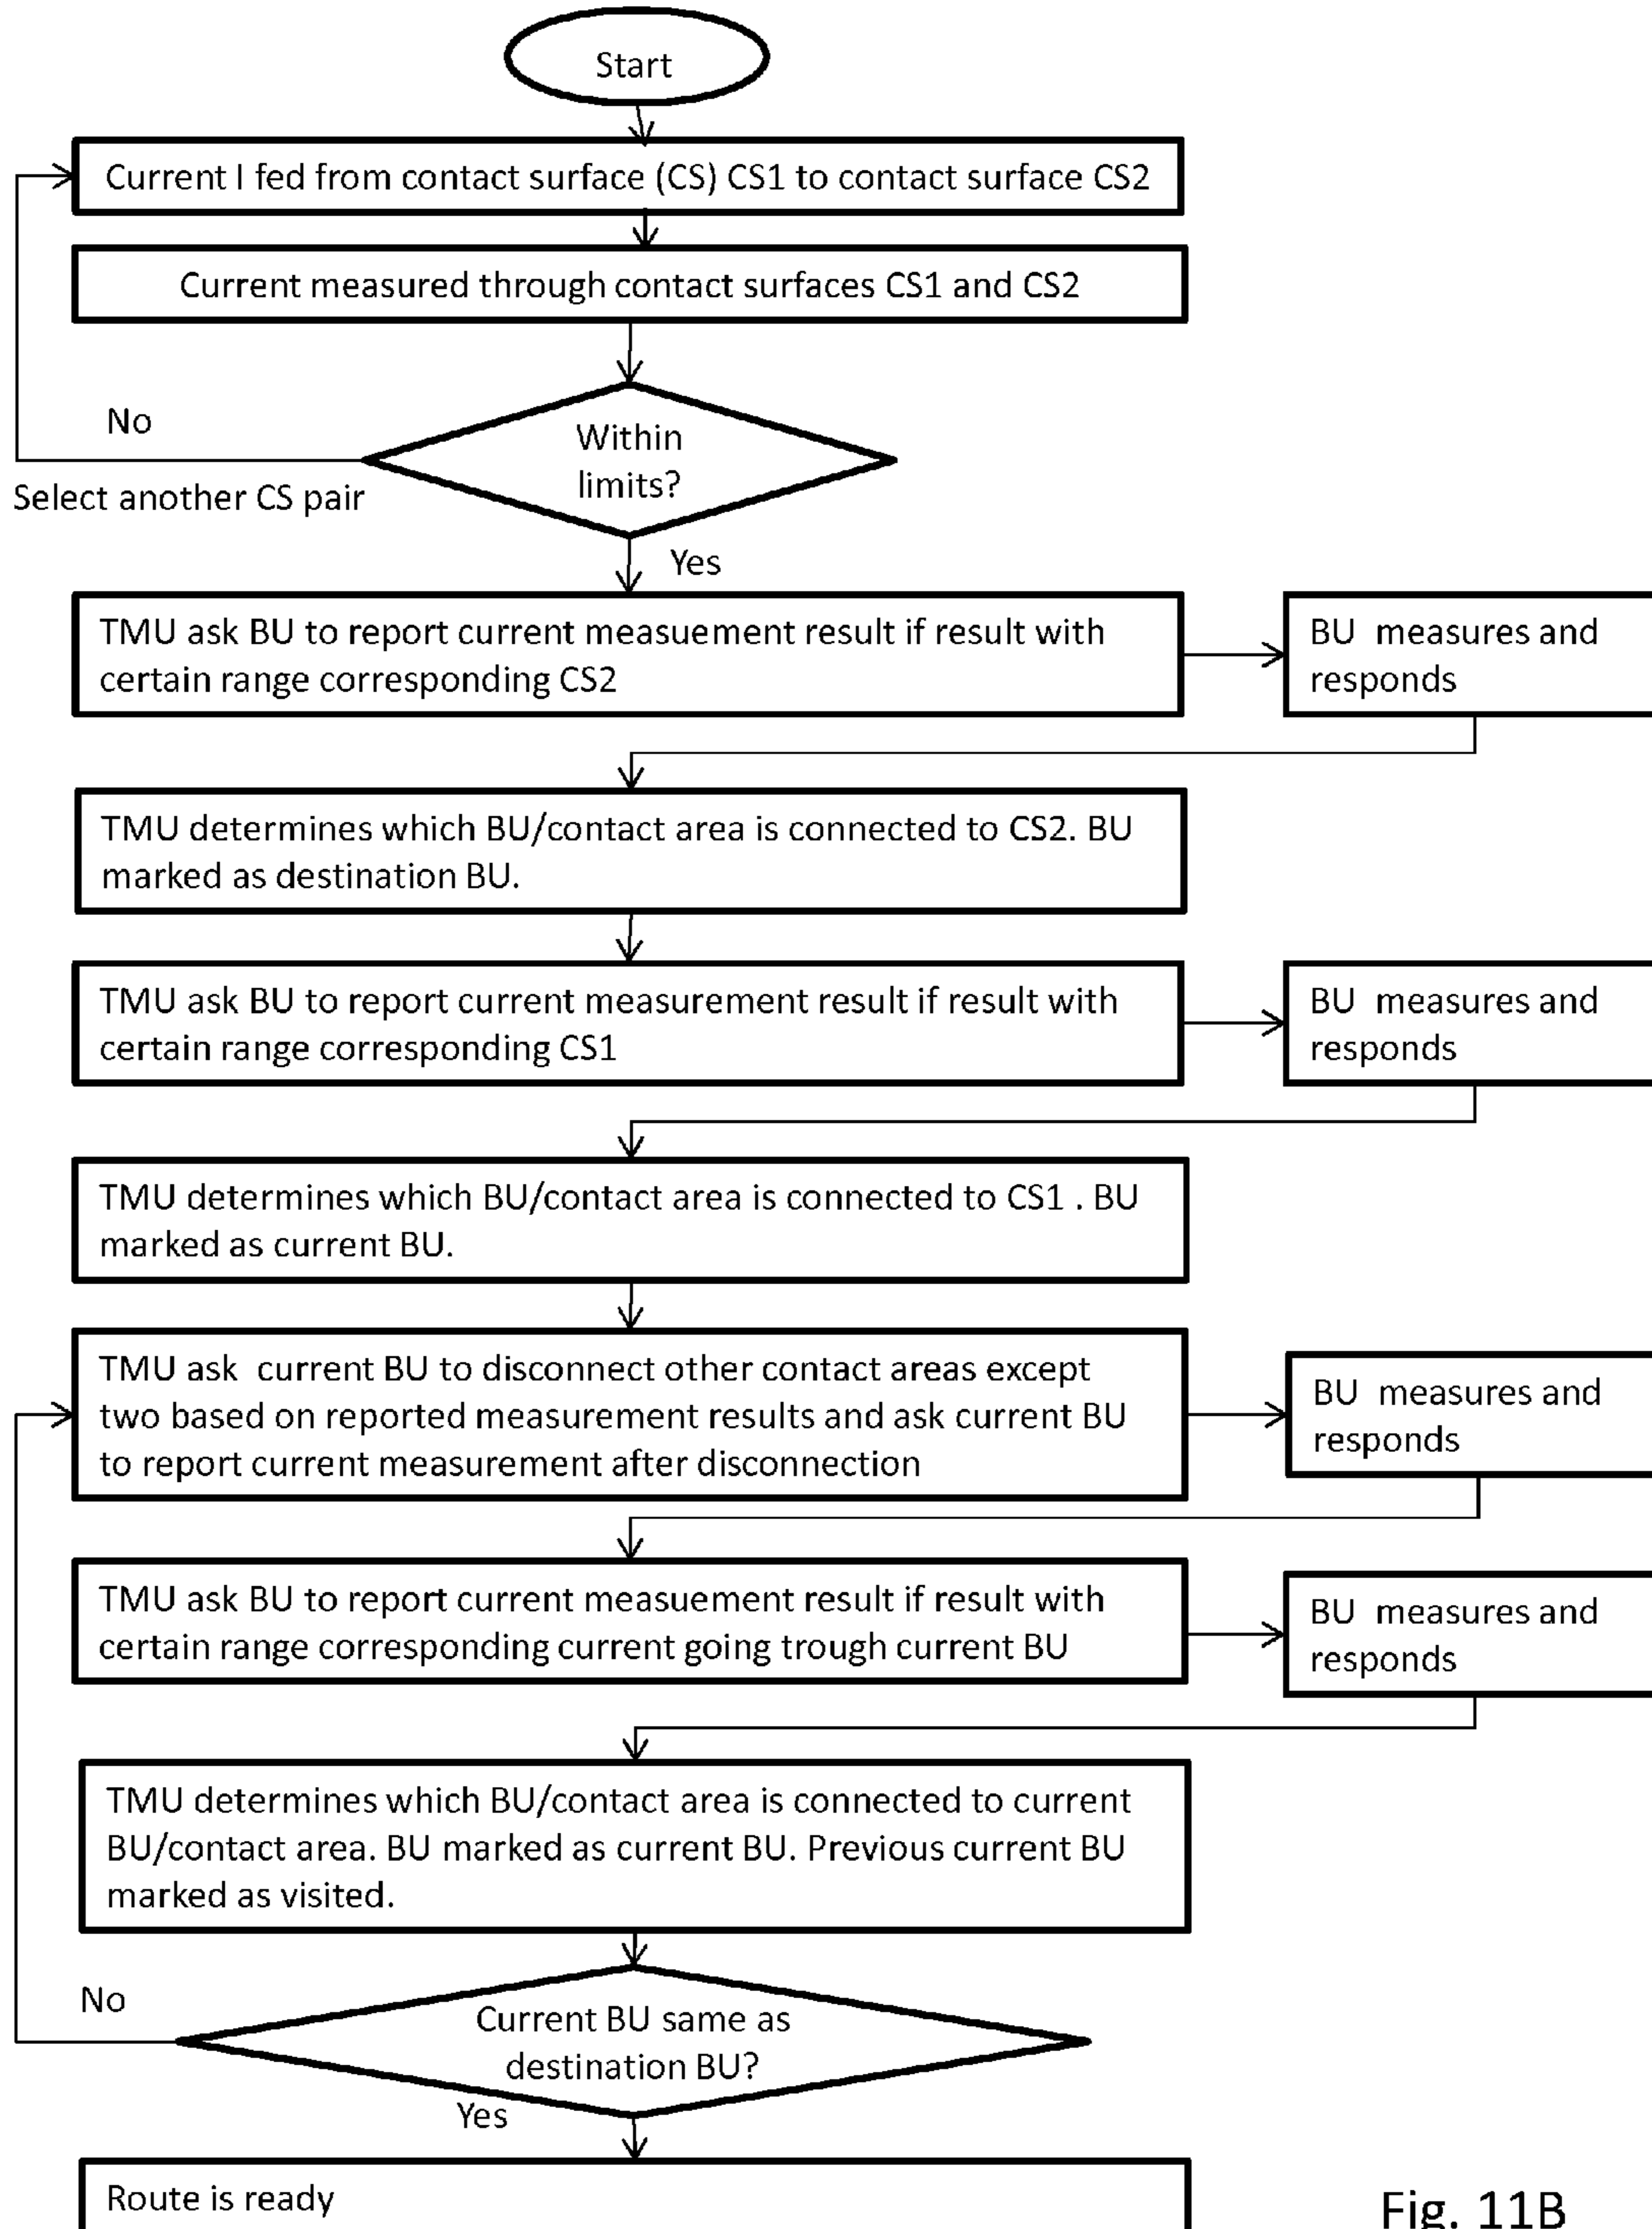 Start
Current I fed from contact surface (CS) CS1 to contact surface CS2
Current measured through contact surfaces CS1 and CS2
No
Within
limits?
Select another CS pair
Yes
TMU ask BU to report current measuement result if result with
certain range corresponding CS2
BU measures and
responds
TMU determines which BU/contact area is connected to CS2. BU
marked as destination BU.
TMU ask BU to report current measurement result if result with
certain range corresponding CS1
BU measures and
responds
TMU determines which BU/contact area is connected to CS1 . BU
marked as current BU.
TMU ask current BU to disconnect other contact areas except
two based on reported measurement results and ask current BU
to report current measurement after disconnection
BU measures and
responds
TMU ask BU to report current measuement result if result with
certain range corresponding current going trough current BU
BU measures and
responds
TMU determines which BU/contact area is connected to current
BU/contact area. BU marked as current BU. Previous current BU
marked as visited.
No
Current BU same as
destination BU?
Yes
Route is ready
Fig. 11B